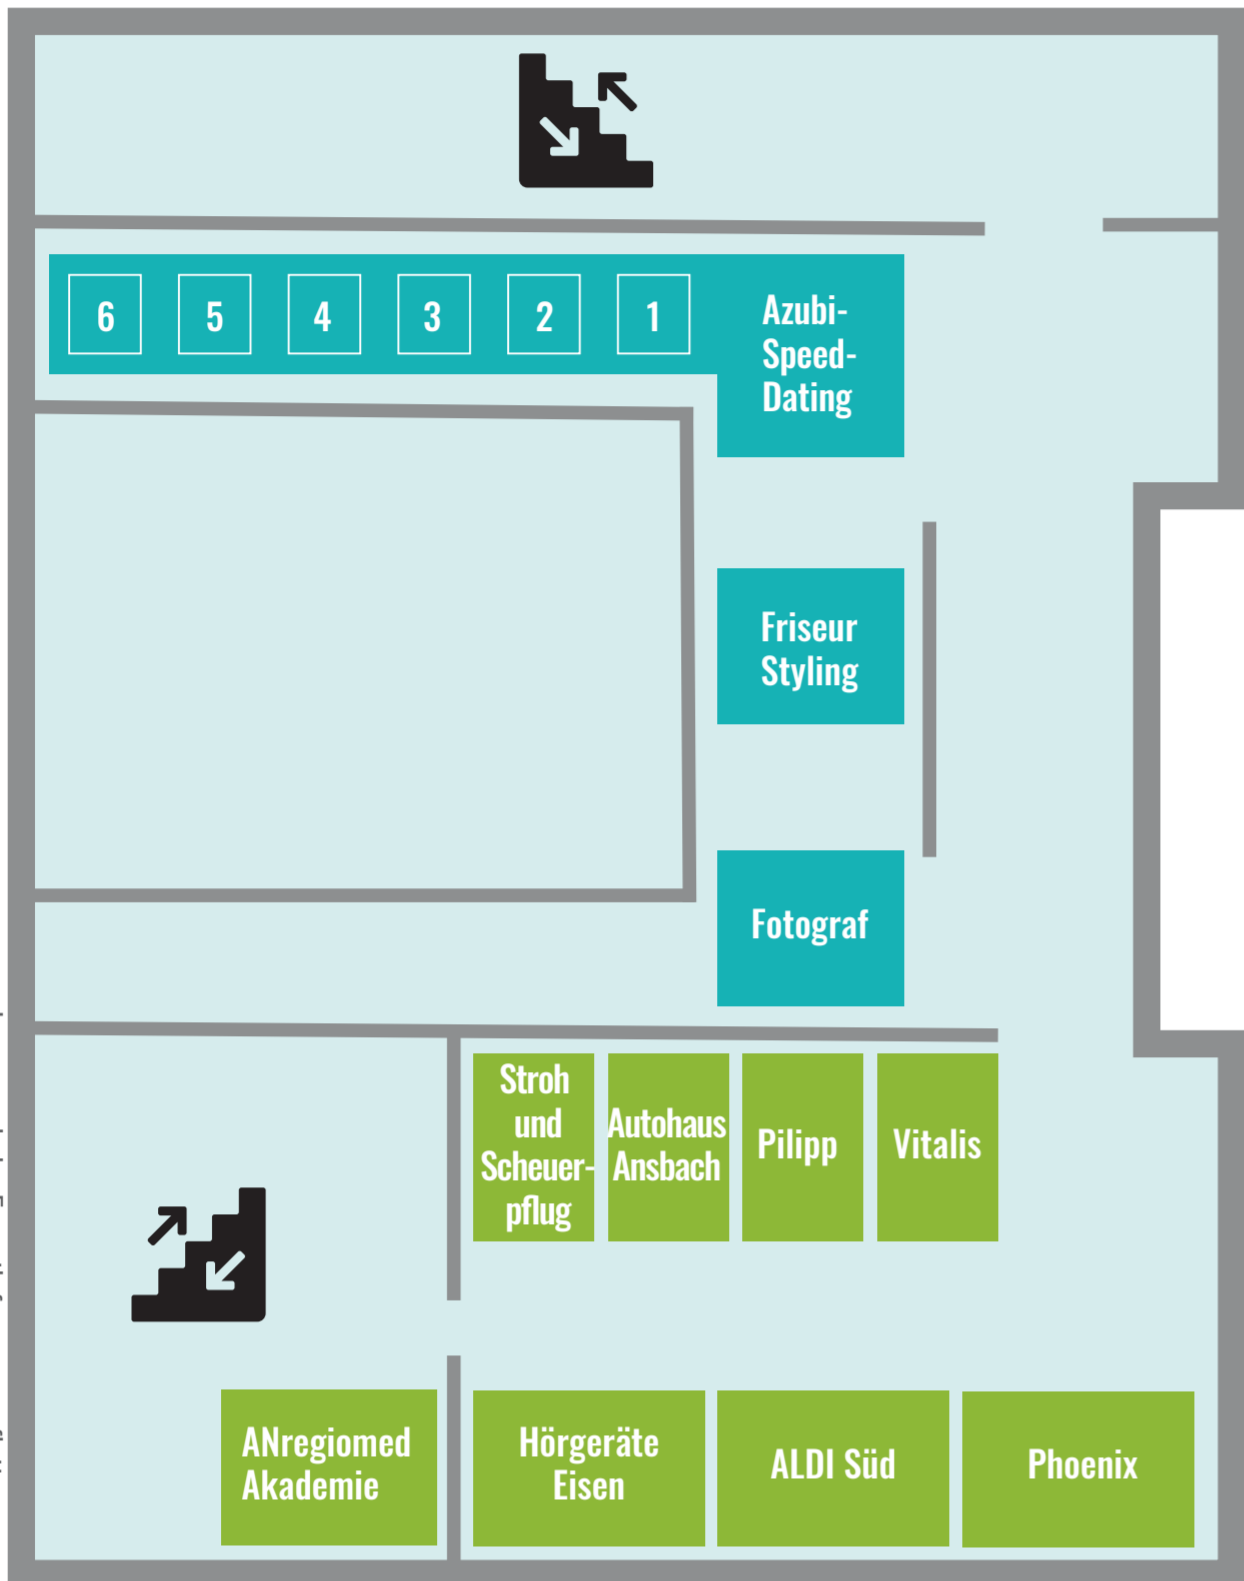 6 5 4 3 2 1
Azubi-
Speed-
Dating
Friseur
Styling
Fotograf
Stroh
und
Scheuer-
pflug
Autohaus
Ansbach
Pilipp
Vitalis
ANregiomed
Akademie
Hörgeräte
Eisen
ALDI Süd
Phoenix